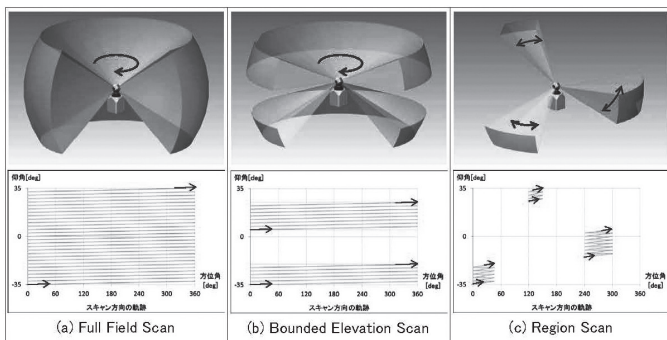 仰角[deg]
35
0
-35
0 60 120 180 240 300 360
方位角
[deg]
スキャン方向の軌跡
(a) Full Field Scan
仰角[deg]
35
0
-35
0 60 120 180 240 300 360
方位角
[deg]
スキャン方向の軌跡
(b) Bounded Elevation Scan
仰角[deg]
35
0
-35
0 60 120 180 240 300 360
方位角
[deg]
スキャン方向の軌跡
(c) Region Scan